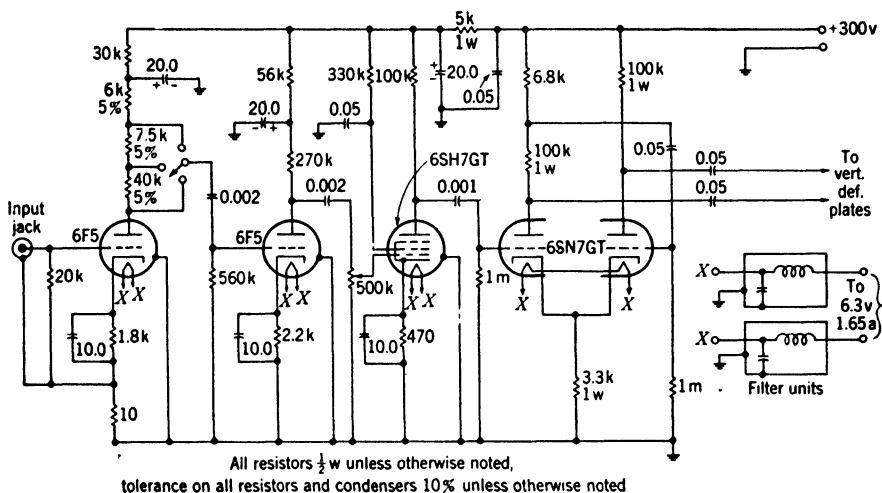 5k
1w
+300v
30k
20.0
+ -
6k
5%
7.5k
5%
40k
5%
0.002
Input
jack
6F5
20k
X X
1.8k
10.0
10
56k
20.0
- +
270k
0.002
6F5
560k
X X
2.2k
10.0
330k
100k
0.05
6SH7GT
0.001
500k
X X
470
10.0
+
-
20.0
0.05
6.8k
100k
1w
100k
1w
0.05
0.05
0.05
To
vert.
def.
plates
6SN7GT
1m
X
X
3.3k
1w
1m
X
X
To
6.3v
1.65a
Filter units
All resistors ½ w unless otherwise noted,
tolerance on all resistors and condensers 10% unless otherwise noted